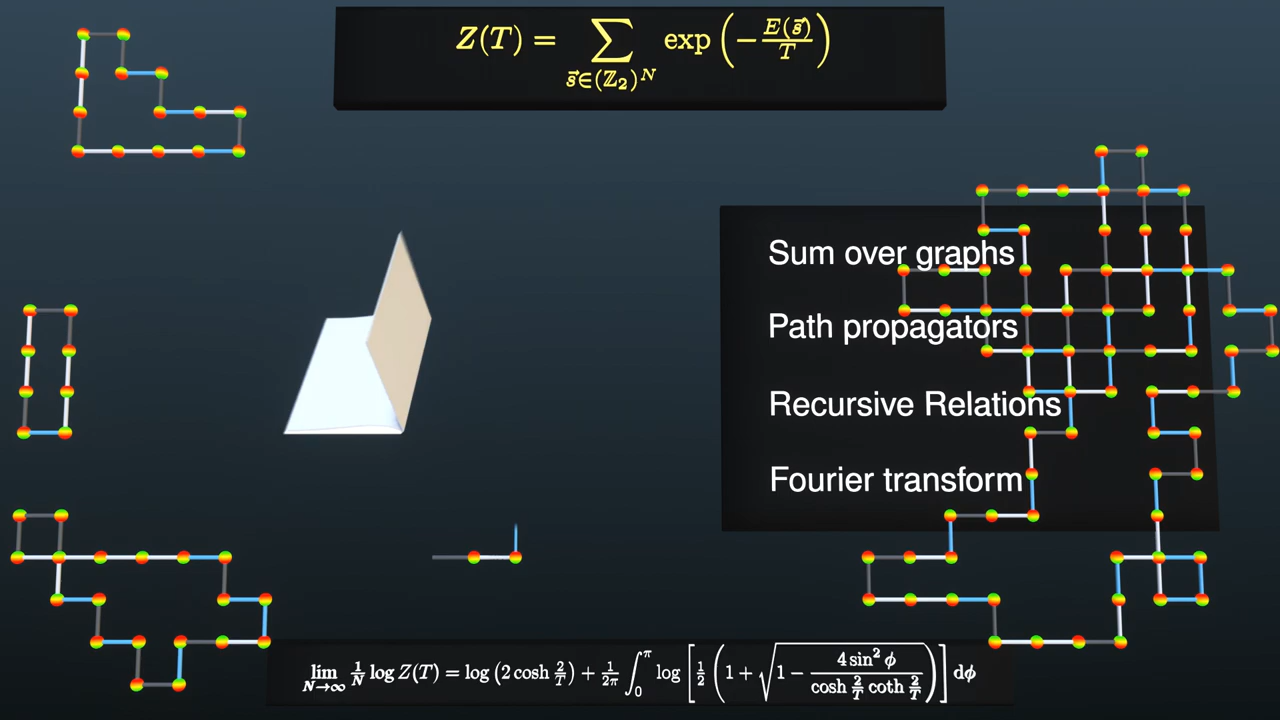 Z(T) = ∑_{s⃗∈(ℤ₂)^N} exp(−E(s⃗)/T)
Sum over graphs
Path propagators
Recursive Relations
Fourier transform
lim_{N→∞} 1/N log Z(T) = log(2 cosh 2/T) + 1/2π ∫_0^π log[1/2(1 + √(1 − 4 sin² ϕ/(cosh 2/T coth 2/T)))] dϕ